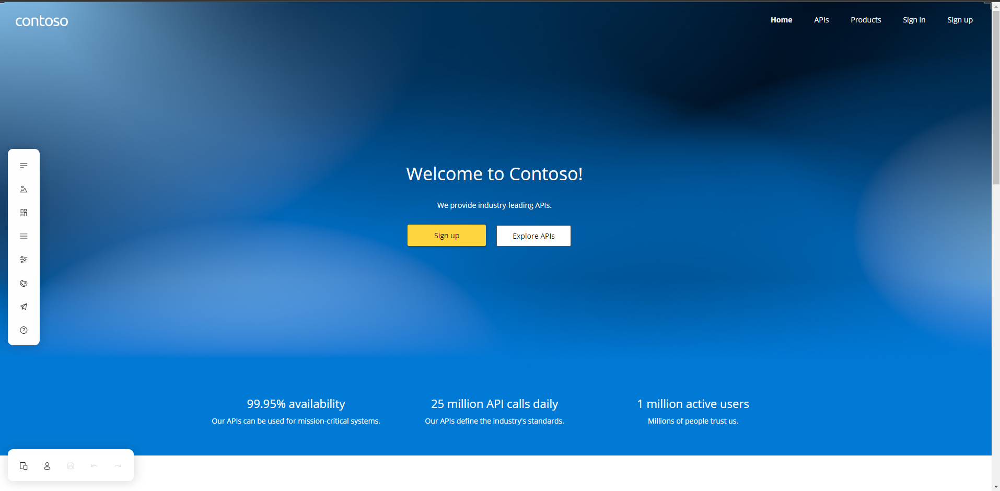 contoso
Home APIs Products Sign in Sign up
Welcome to Contoso!
We provide industry-leading APIs.
Sign up Explore APIs
99.95% availability 25 million API calls daily 1 million active users
Our APIs can be used for mission-critical systems. Our APIs define the industry's standards. Millions of people trust us.